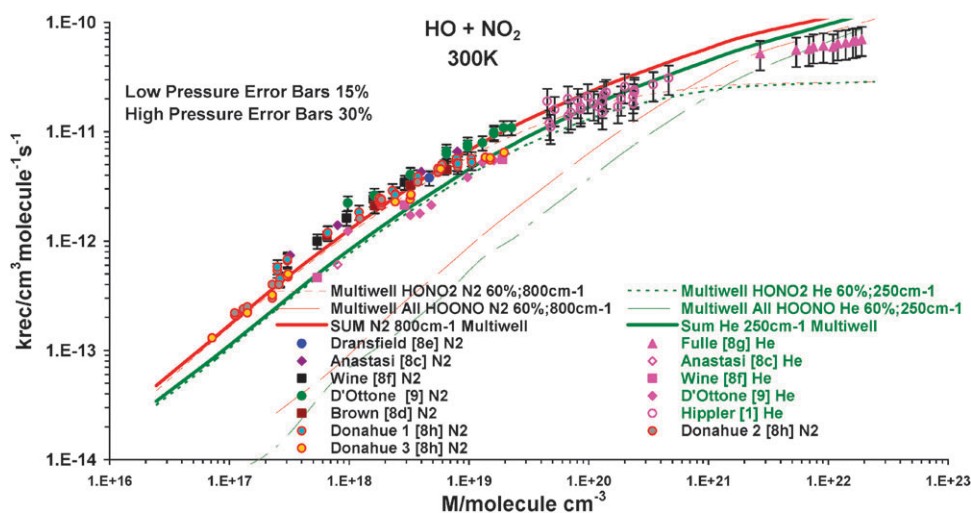 HO + NO2
300K
Low Pressure Error Bars 15%
High Pressure Error Bars 30%
1.E-10
1.E-11
1.E-12
1.E-13
1.E-14
krec/cm3molecule-1s-1
Multiwell HONO2 N2 60%;800cm-1
Multiwell HONO2 He 60%;250cm-1
Multiwell All HOONO N2 60%;800cm-1
Multiwell All HOONO He 60%;250cm-1
SUM N2 800cm-1 Multiwell
Sum He 250cm-1 Multiwell
Dransfield [8e] N2
Fulle [8g] He
Anastasi [8c] N2
Anastasi [8c] He
Wine [8f] N2
Wine [8f] He
D'Ottone [9] N2
D'Ottone [9] He
Brown [8d] N2
Hippler [1] He
Donahue 1 [8h] N2
Donahue 2 [8h] N2
Donahue 3 [8h] N2
1.E+16 1.E+17 1.E+18 1.E+19 1.E+20 1.E+21 1.E+22 1.E+23
M/molecule cm-3